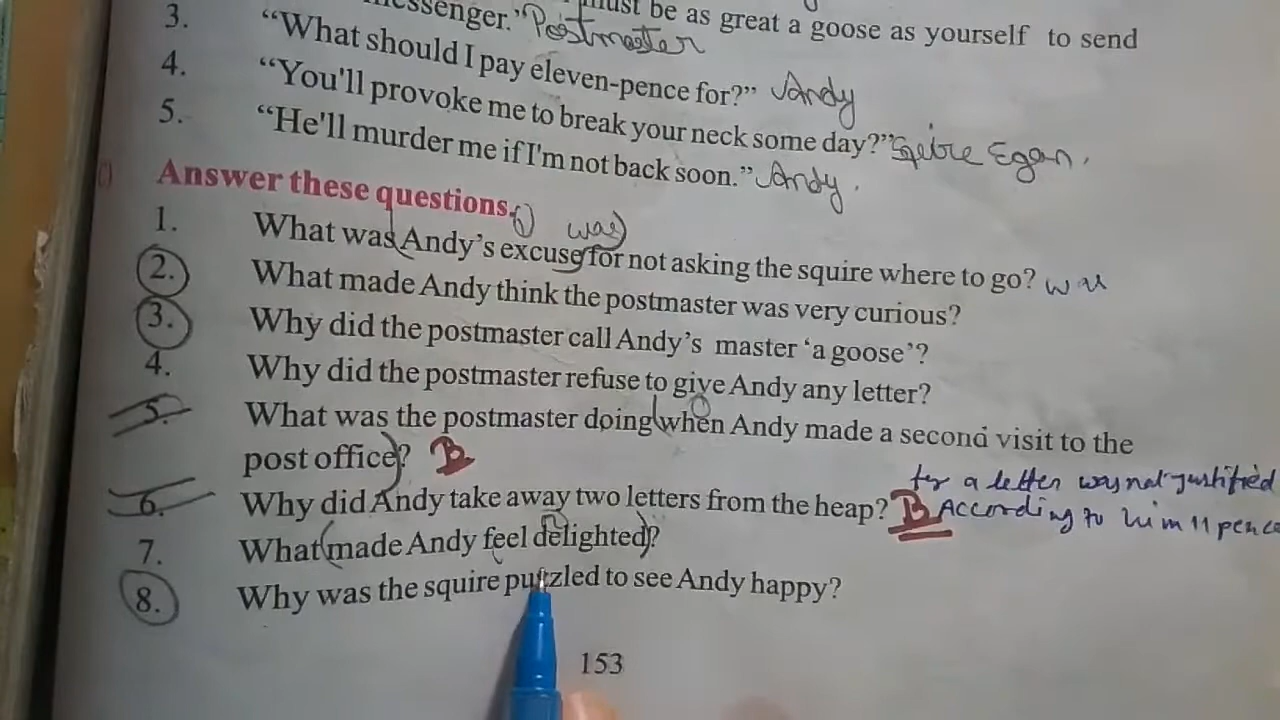 messenger." Postmaster must be as great a goose as yourself to send
3. "What should I pay eleven-pence for?" Andy
4. "You'll provoke me to break your neck some day?" Egan.
5. "He'll murder me if I'm not back soon." Andy.
Answer these questions. was
1. What was Andy's excuse for not asking the squire where to go? was
2. What made Andy think the postmaster was very curious?
3. Why did the postmaster call Andy's master 'a goose'?
4. Why did the postmaster refuse to give Andy any letter?
5. What was the postmaster doing when Andy made a second visit to the
post office? B
for a letter was not justified
6. Why did Andy take away two letters from the heap? B According to him 11 pence
7. What made Andy feel delighted?
8. Why was the squire puzzled to see Andy happy?
153